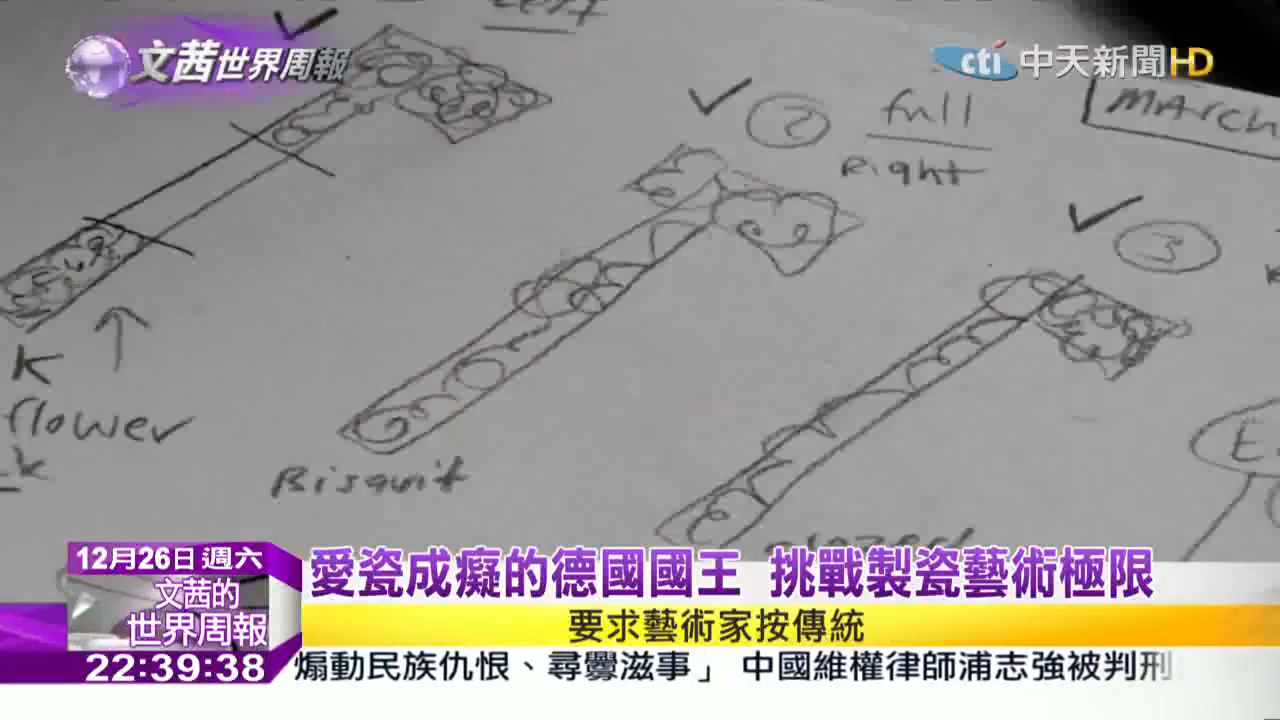 文茜世界周報
cti 中天新聞HD
Left
② full
Right
MARCH
③
K
flower
Bisquit
12月26日 週六
文茜的
世界周報
22:39:38
愛瓷成癡的德國國王 挑戰製瓷藝術極限
要求藝術家按傳統
煽動民族仇恨、尋釁滋事」 中國維權律師浦志強被判刑